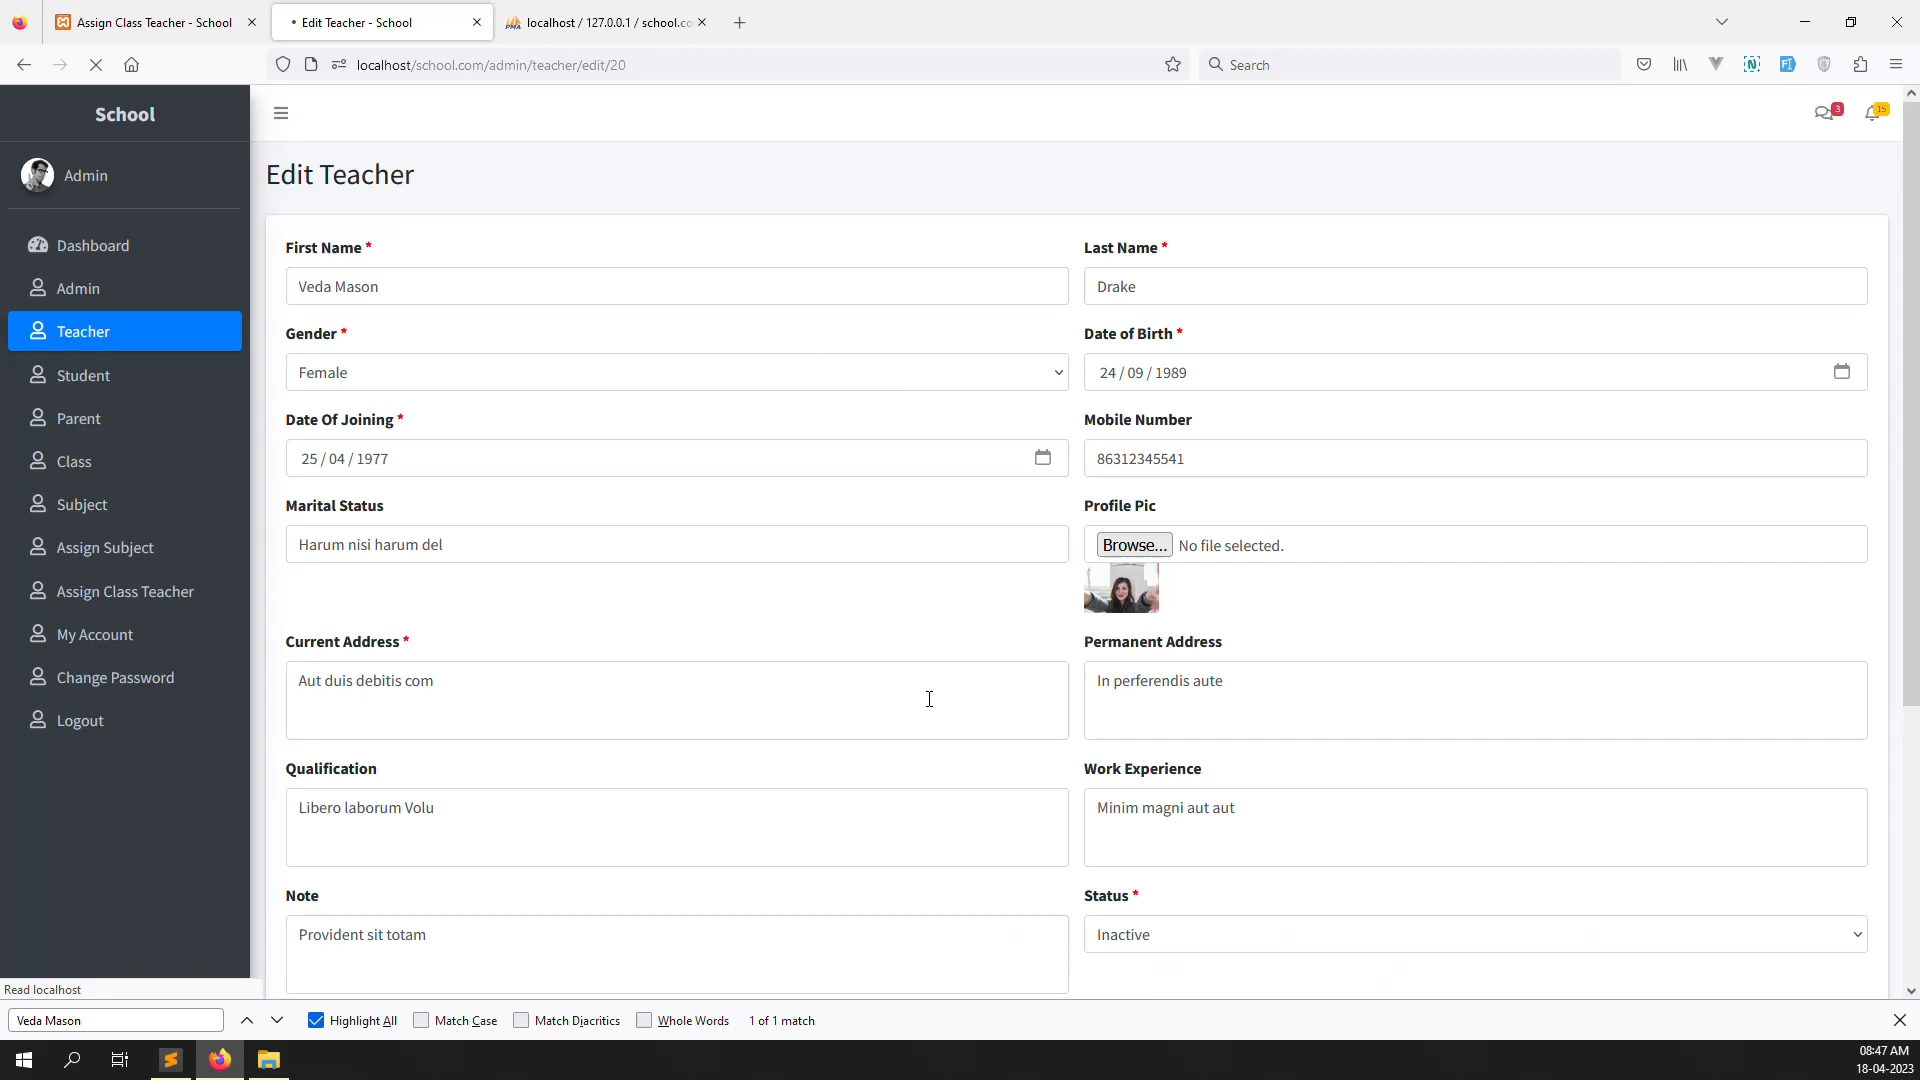 Assign Class Teacher - School
Edit Teacher - School
localhost / 127.0.0.1 / school.co
localhost/school.com/admin/teacher/edit/20
Search
School
3
15
Admin
Edit Teacher
Dashboard
Admin
Teacher
Student
Parent
Class
Subject
Assign Subject
Assign Class Teacher
My Account
Change Password
Logout
First Name *
Last Name *
Veda Mason
Drake
Gender *
Date of Birth *
Female
24 / 09 / 1989
Date Of Joining *
Mobile Number
25 / 04 / 1977
86312345541
Marital Status
Profile Pic
Harum nisi harum del
Browse... No file selected.
Current Address *
Permanent Address
Aut duis debitis com
In perferendis aute
Qualification
Work Experience
Libero laborum Volu
Minim magni aut aut
Note
Status *
Provident sit totam
Inactive
Read localhost
Veda Mason
Highlight All
Match Case
Match Diacritics
Whole Words
1 of 1 match
08:47 AM
18-04-2023